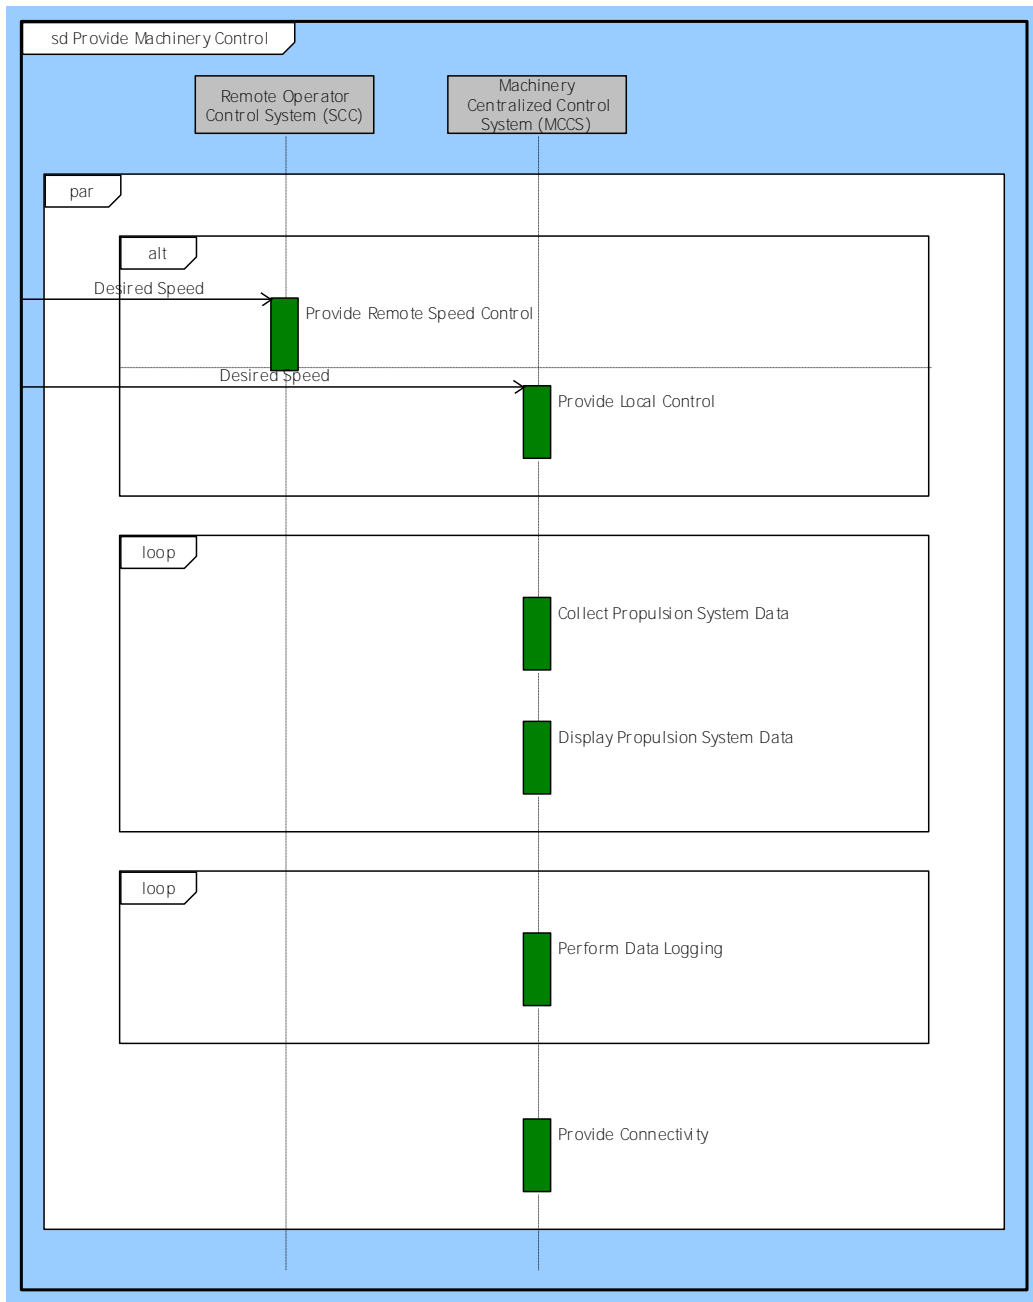 sd Provide Machinery Control
Remote Operator
Control System (SCC)
Machinery
Centralized Control
System (MCCS)
par
alt
Desired Speed
Provide Remote Speed Control
Desired Speed
Provide Local Control
loop
Collect Propulsion System Data
Display Propulsion System Data
loop
Perform Data Logging
Provide Connectivity